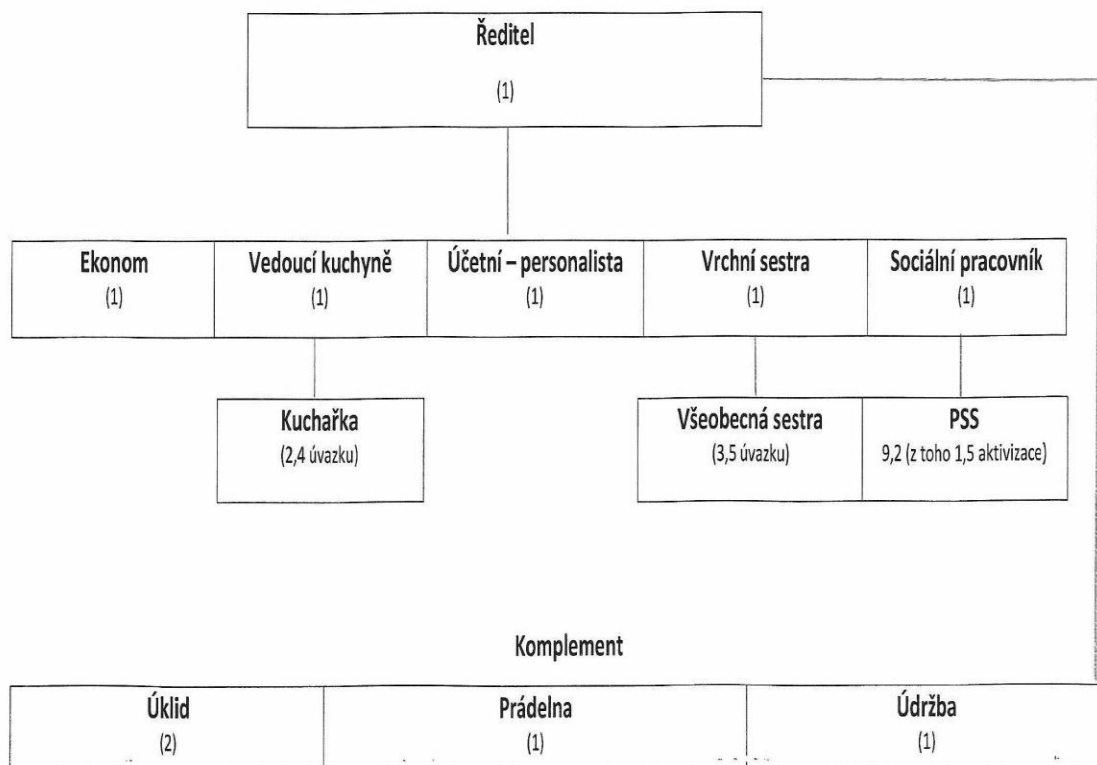 Ředitel
(1)
Ekonom
(1)
Vedoucí kuchyně
(1)
Účetní – personalista
(1)
Vrchní sestra
(1)
Sociální pracovník
(1)
Kuchařka
(2,4 úvazku)
Všeobecná sestra
(3,5 úvazku)
PSS
9,2 (z toho 1,5 aktivizace)
Komplement
Úklid
(2)
Prádelna
(1)
Údržba
(1)